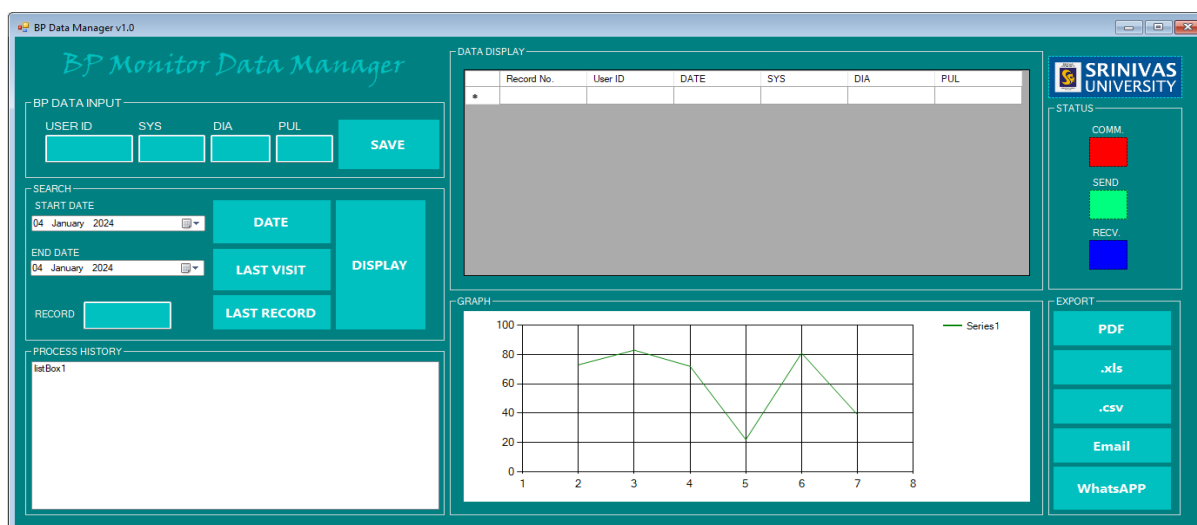 BP Data Manager v1.0
BP Monitor Data Manager
BP DATA INPUT
USER ID SYS DIA PUL
SAVE
SEARCH
START DATE
04 January 2024
DATE
END DATE
04 January 2024
LAST VISIT
DISPLAY
RECORD
LAST RECORD
PROCESS HISTORY
listBox1
DATA DISPLAY
Record No. User ID DATE SYS DIA PUL
GRAPH
100
80
60
40
20
0
1 2 3 4 5 6 7 8
Series1
SRINIVAS
UNIVERSITY
STATUS
COMM.
SEND
RECV.
EXPORT
PDF
.xls
.csv
Email
WhatsAPP